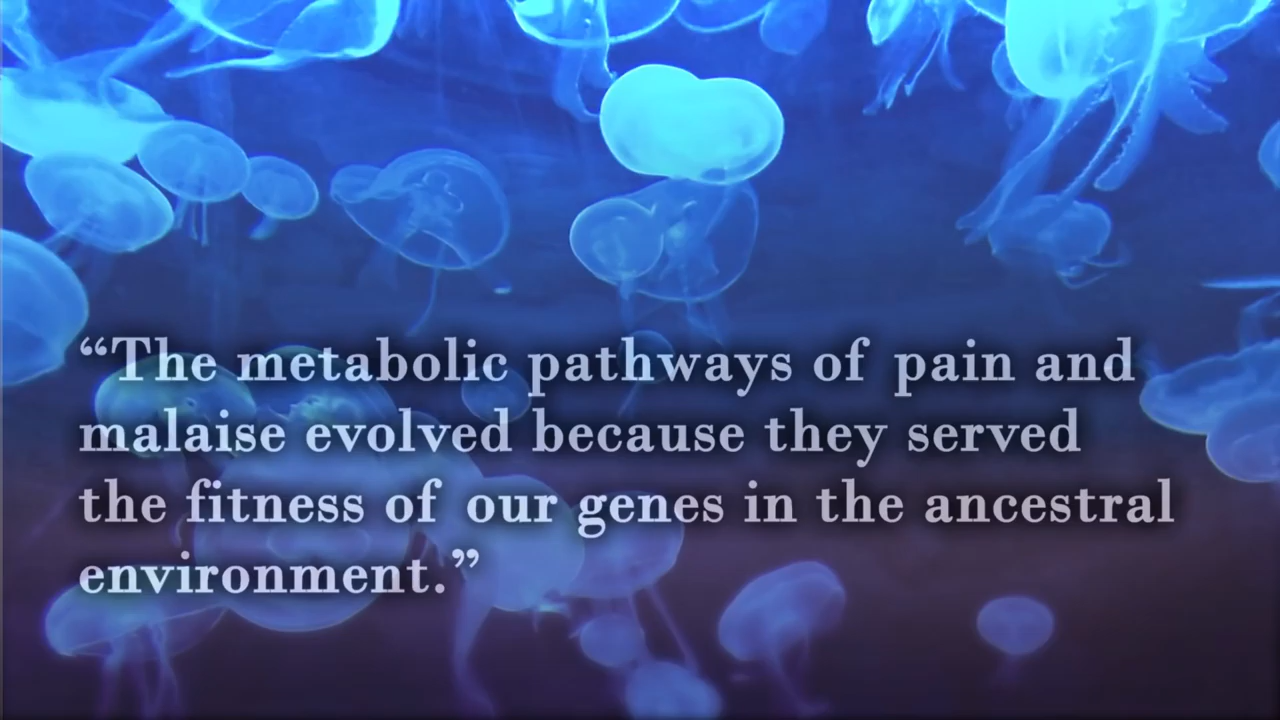 “The metabolic pathways of pain and
malaise evolved because they served
the fitness of our genes in the ancestral
environment.”